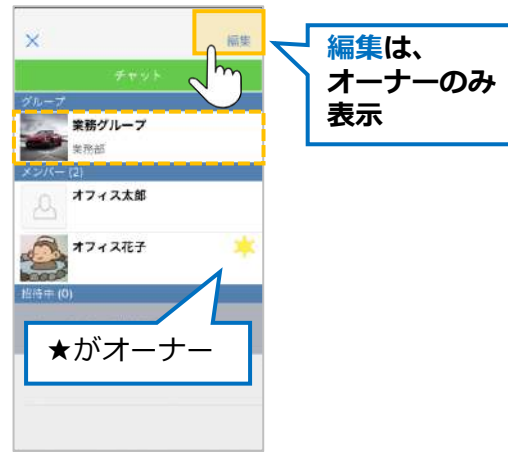 編集
チャット
グループ
業務グループ
業務部
メンバー (2)
オフィス太郎
オフィス花子
招待中 (0)
編集は、
オーナーのみ
表示
★がオーナー